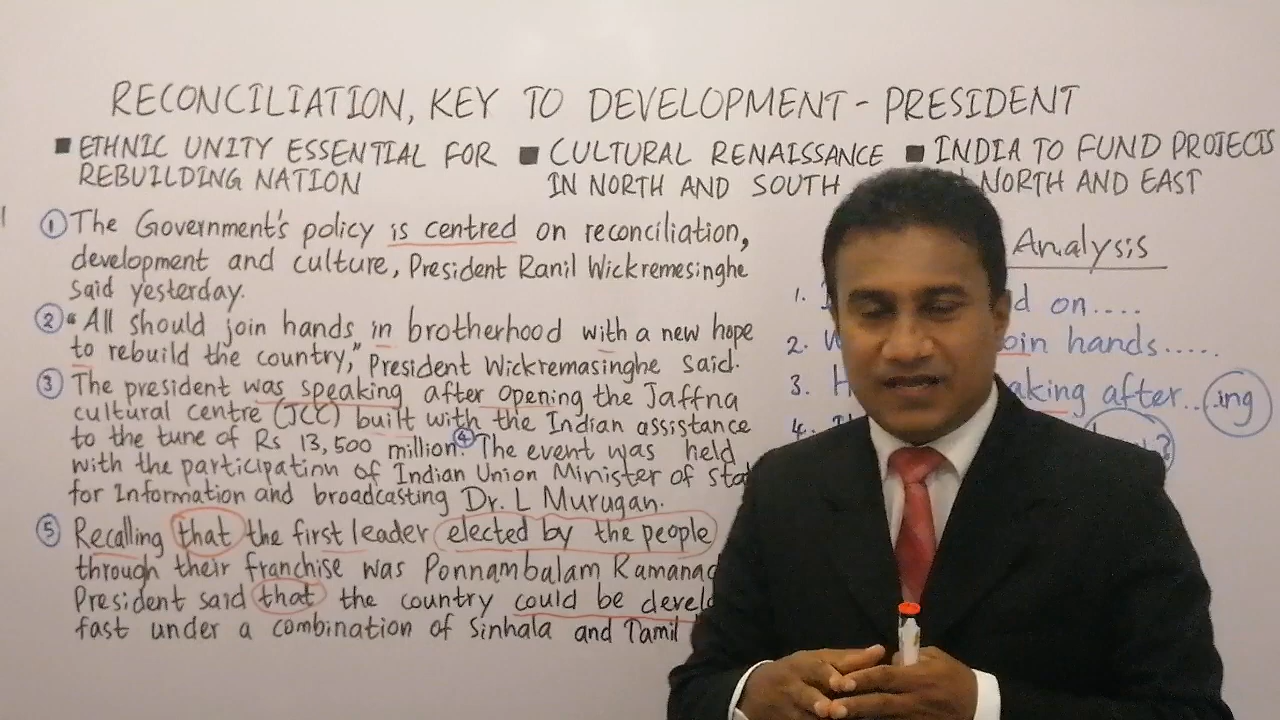 RECONCILIATION, KEY TO DEVELOPMENT - PRESIDENT
■ ETHNIC UNITY ESSENTIAL FOR
REBUILDING NATION
■ CULTURAL RENAISSANCE
IN NORTH AND SOUTH
■ INDIA TO FUND PROJECTS
NORTH AND EAST
① The Government's policy is centred on reconciliation,
development and culture, President Ranil Wickremesinghe
said yesterday.
② "All should join hands in brotherhood with a new hope
to rebuild the country," President Wickremasinghe said.
③ The president was speaking after opening the Jaffna
cultural centre (JCC) built with the Indian assistance
to the tune of Rs 13,500 million. ④ The event was held
with the participation of Indian Union Minister of
for Information and broadcasting Dr. L Murugan.
⑤ Recalling that the first leader elected by the people
through their franchise was Ponnambalam
President said that the country could be
fast under a combination of Sinhala and Tamil
Analysis
1. on....
2. hands.....
3. after.. ing
4.